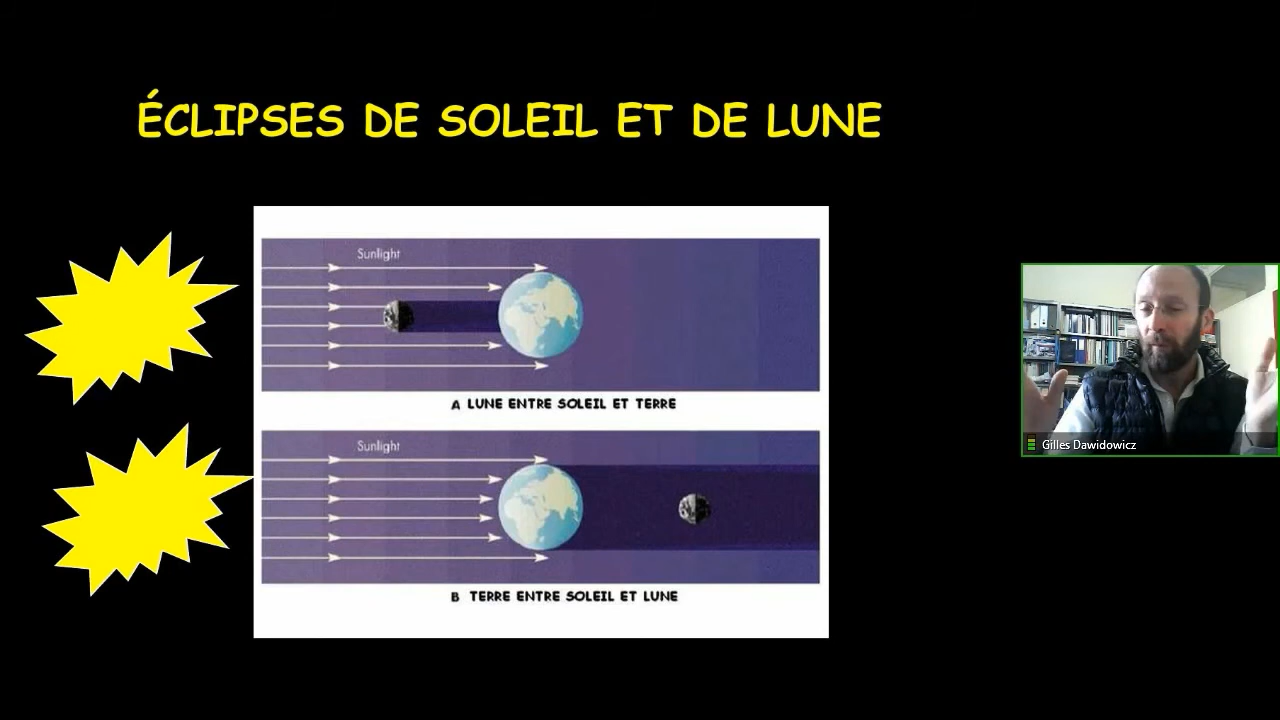 ÉCLIPSES DE SOLEIL ET DE LUNE
Sunlight
A LUNE ENTRE SOLEIL ET TERRE
Sunlight
B TERRE ENTRE SOLEIL ET LUNE
Gilles Dawidowicz